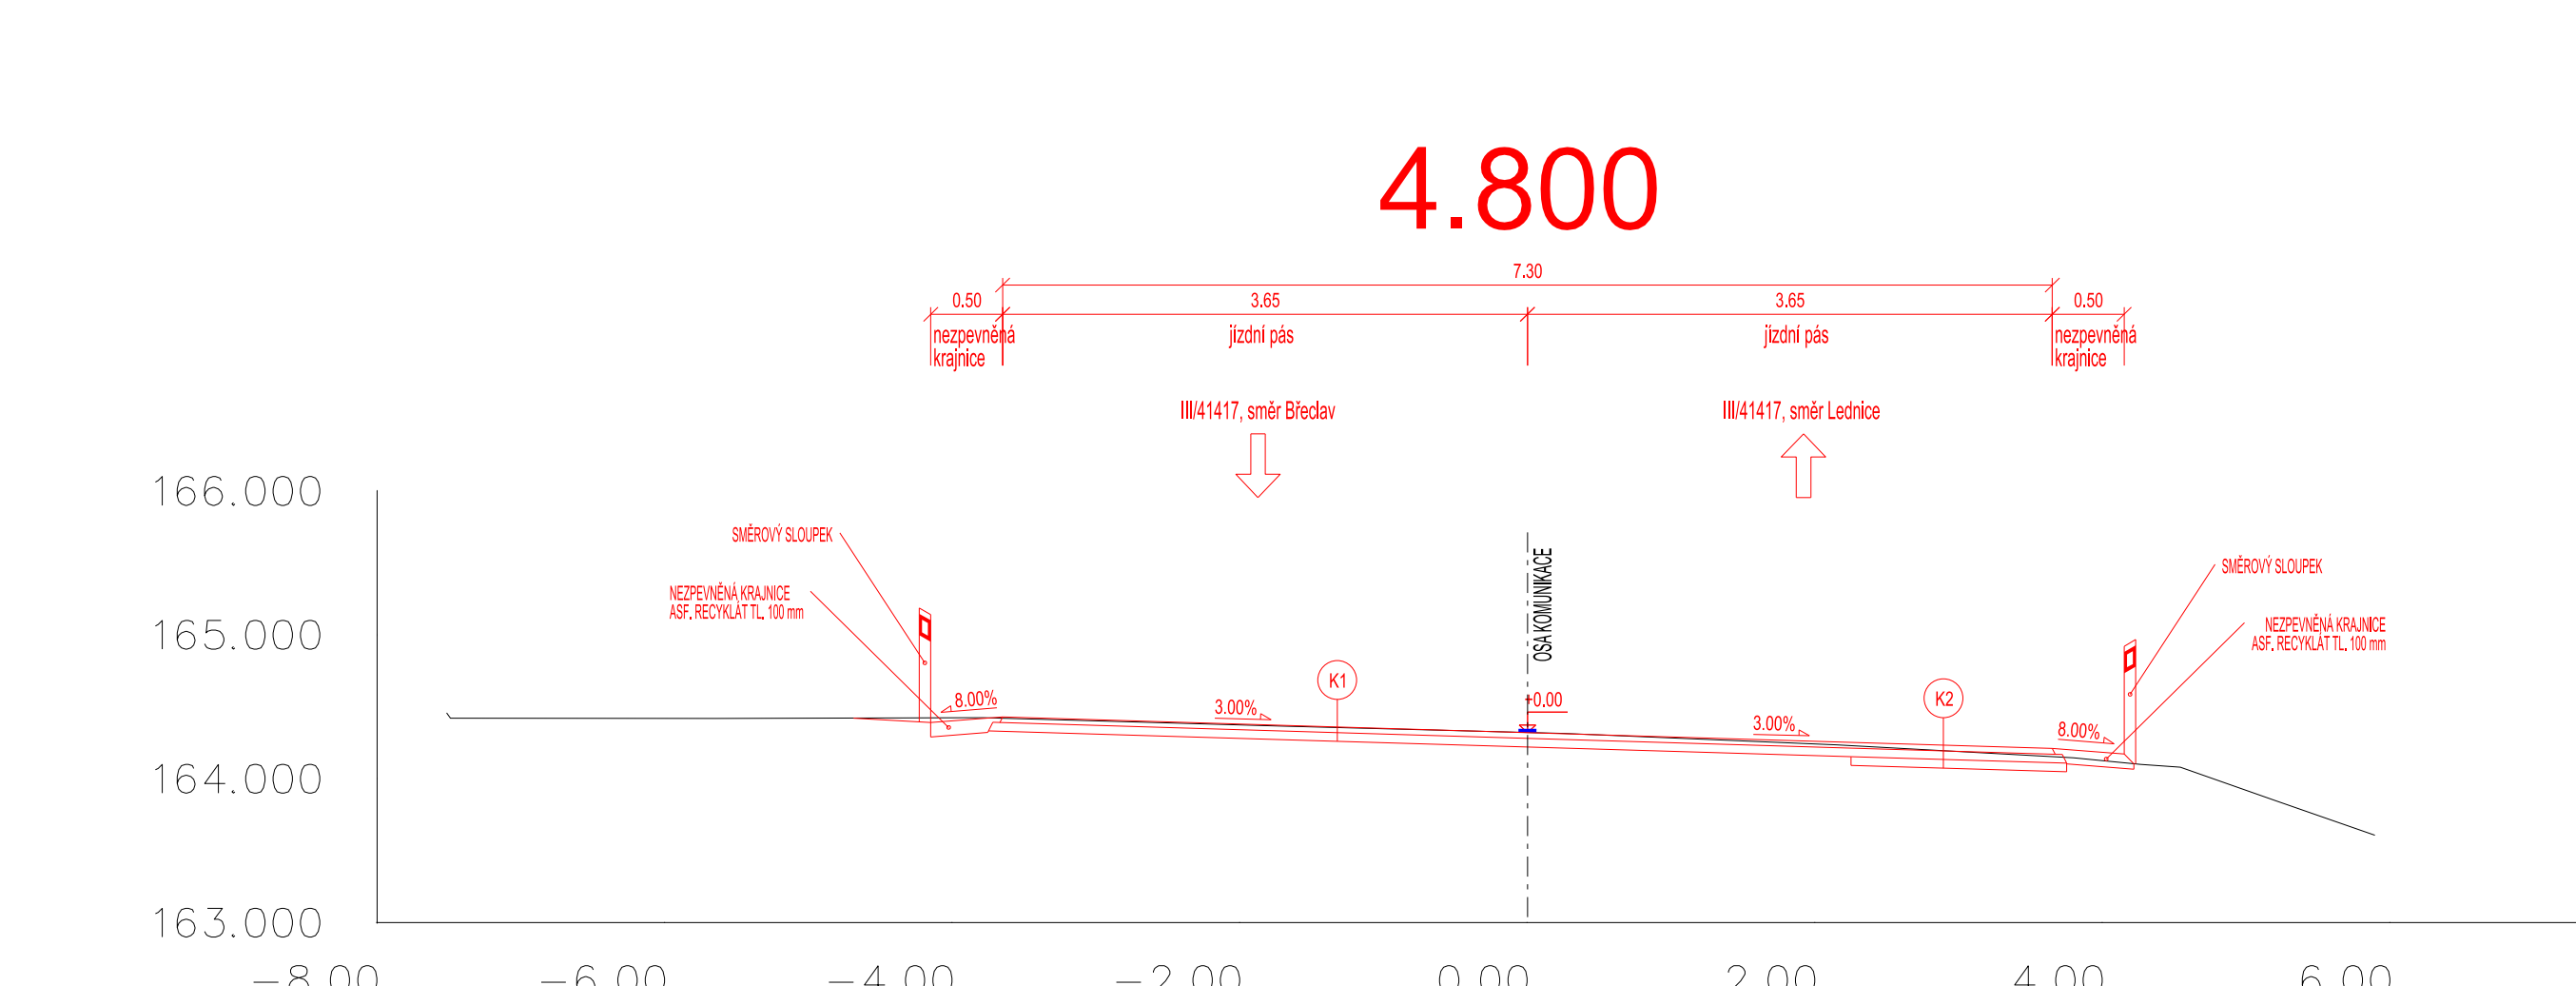 4.800
7.30
0.50
3.65
3.65
0.50
nezpevněná
krajnice
jízdní pás
jízdní pás
nezpevněná
krajnice
III/41417, směr Břeclav
III/41417, směr Lednice
166.000
SMĚROVÝ SLOUPEK
OSA KOMUNIKACE
SMĚROVÝ SLOUPEK
NEZPEVNĚNÁ KRAJNICE
ASF. RECYKLÁT TL. 100 mm
165.000
NEZPEVNĚNÁ KRAJNICE
ASF. RECYKLÁT TL. 100 mm
K1
K2
8.00%
3.00%
+0.00
3.00%
8.00%
164.000
163.000
-8.00
-6.00
-4.00
-2.00
0.00
2.00
4.00
6.00